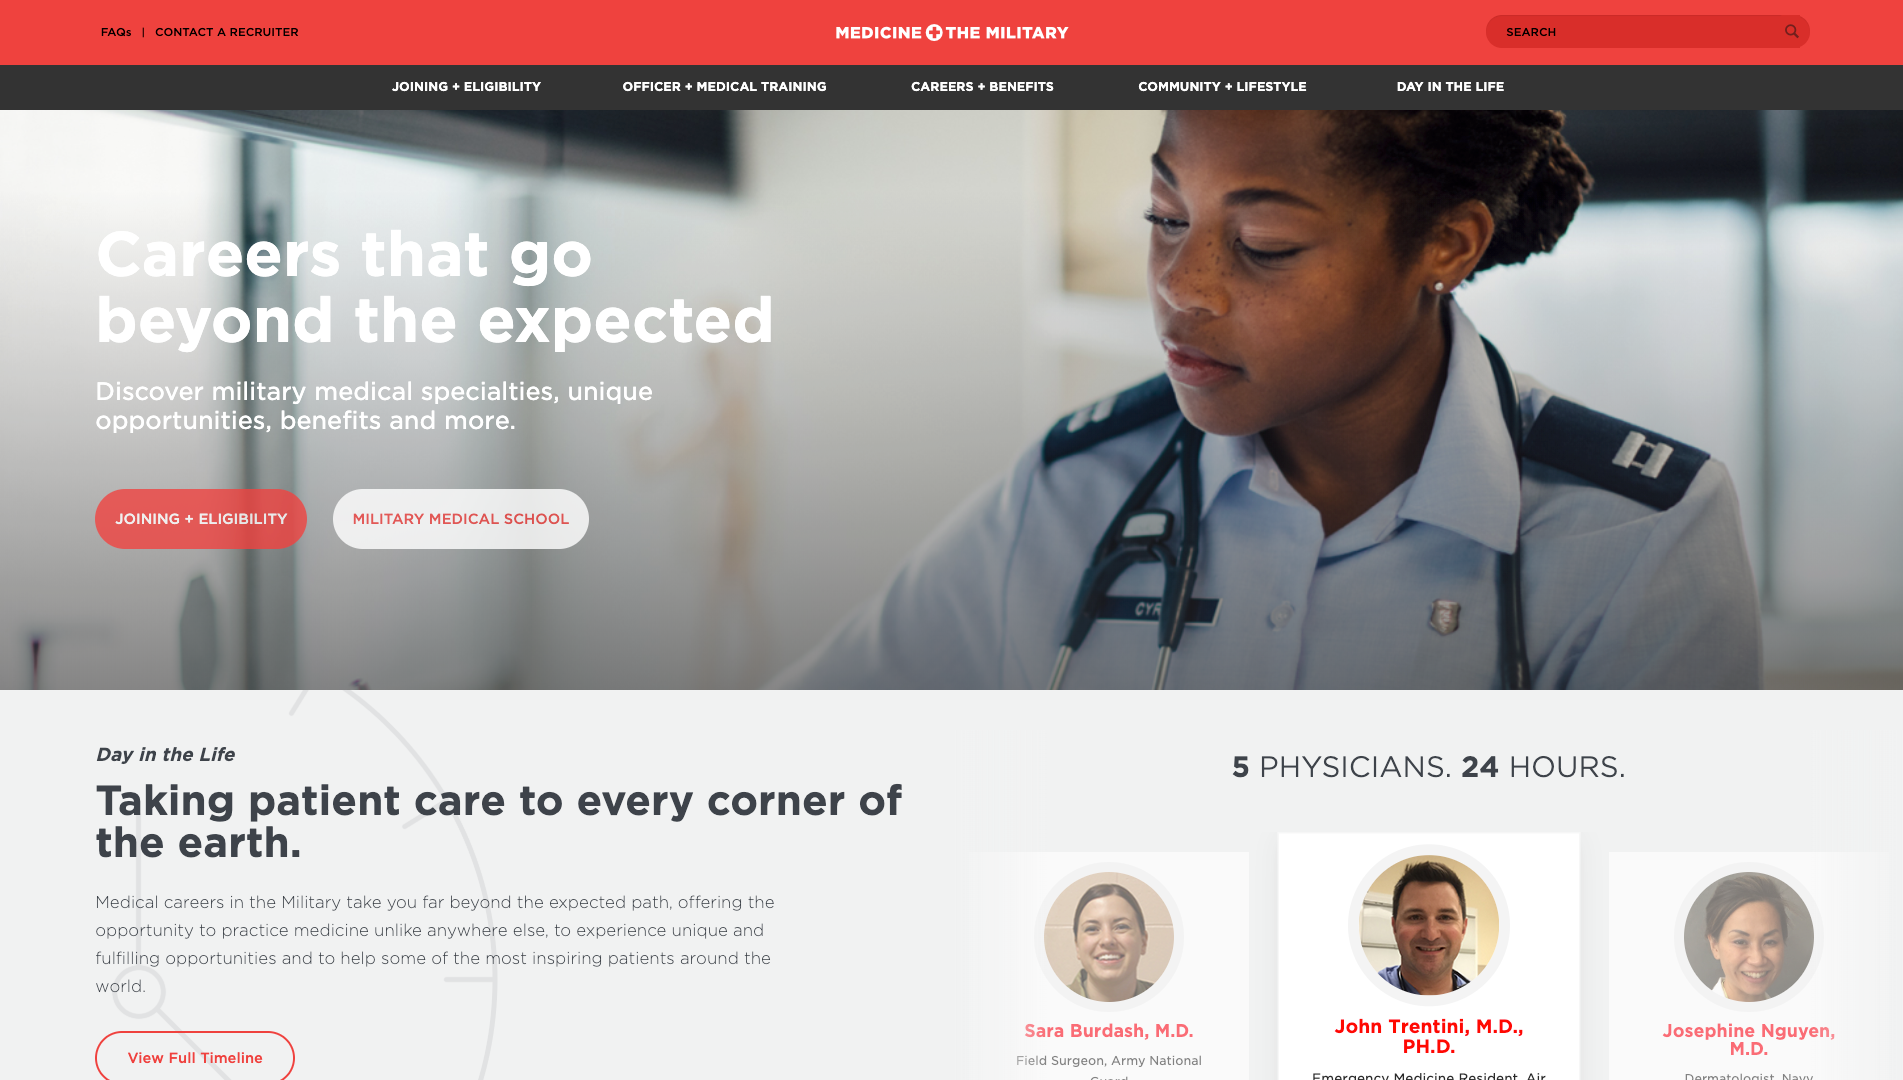 FAQs | CONTACT A RECRUITER
MEDICINE THE MILITARY
SEARCH
JOINING + ELIGIBILITY
OFFICER + MEDICAL TRAINING
CAREERS + BENEFITS
COMMUNITY + LIFESTYLE
DAY IN THE LIFE
Careers that go
beyond the expected
Discover military medical specialties, unique
opportunities, benefits and more.
JOINING + ELIGIBILITY
MILITARY MEDICAL SCHOOL
CYR
Day in the Life
Taking patient care to every corner of
the earth.
Medical careers in the Military take you far beyond the expected path, offering the
opportunity to practice medicine unlike anywhere else, to experience unique and
fulfilling opportunities and to help some of the most inspiring patients around the
world.
View Full Timeline
5 PHYSICIANS. 24 HOURS.
Sara Burdash, M.D.
Field Surgeon, Army National
Guard
John Trentini, M.D.,
PH.D.
Emergency Medicine Resident, Air
Josephine Nguyen,
M.D.
Dermatologist, Navy